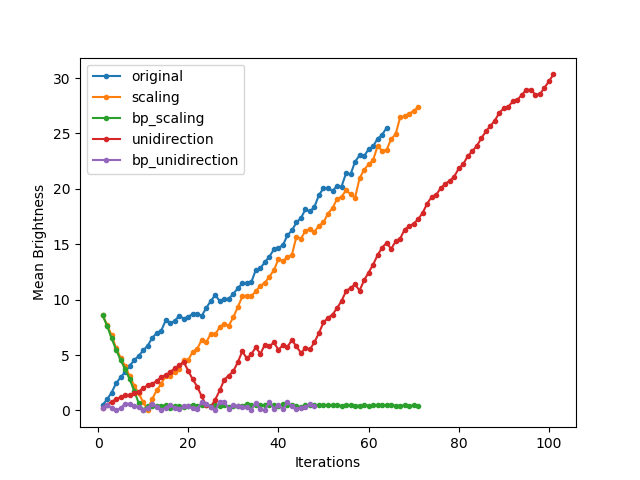 original
scaling
bp_scaling
unidirection
bp_unidirection
30
25
20
15
10
5
0
Mean Brightness
0 20 40 60 80 100
Iterations